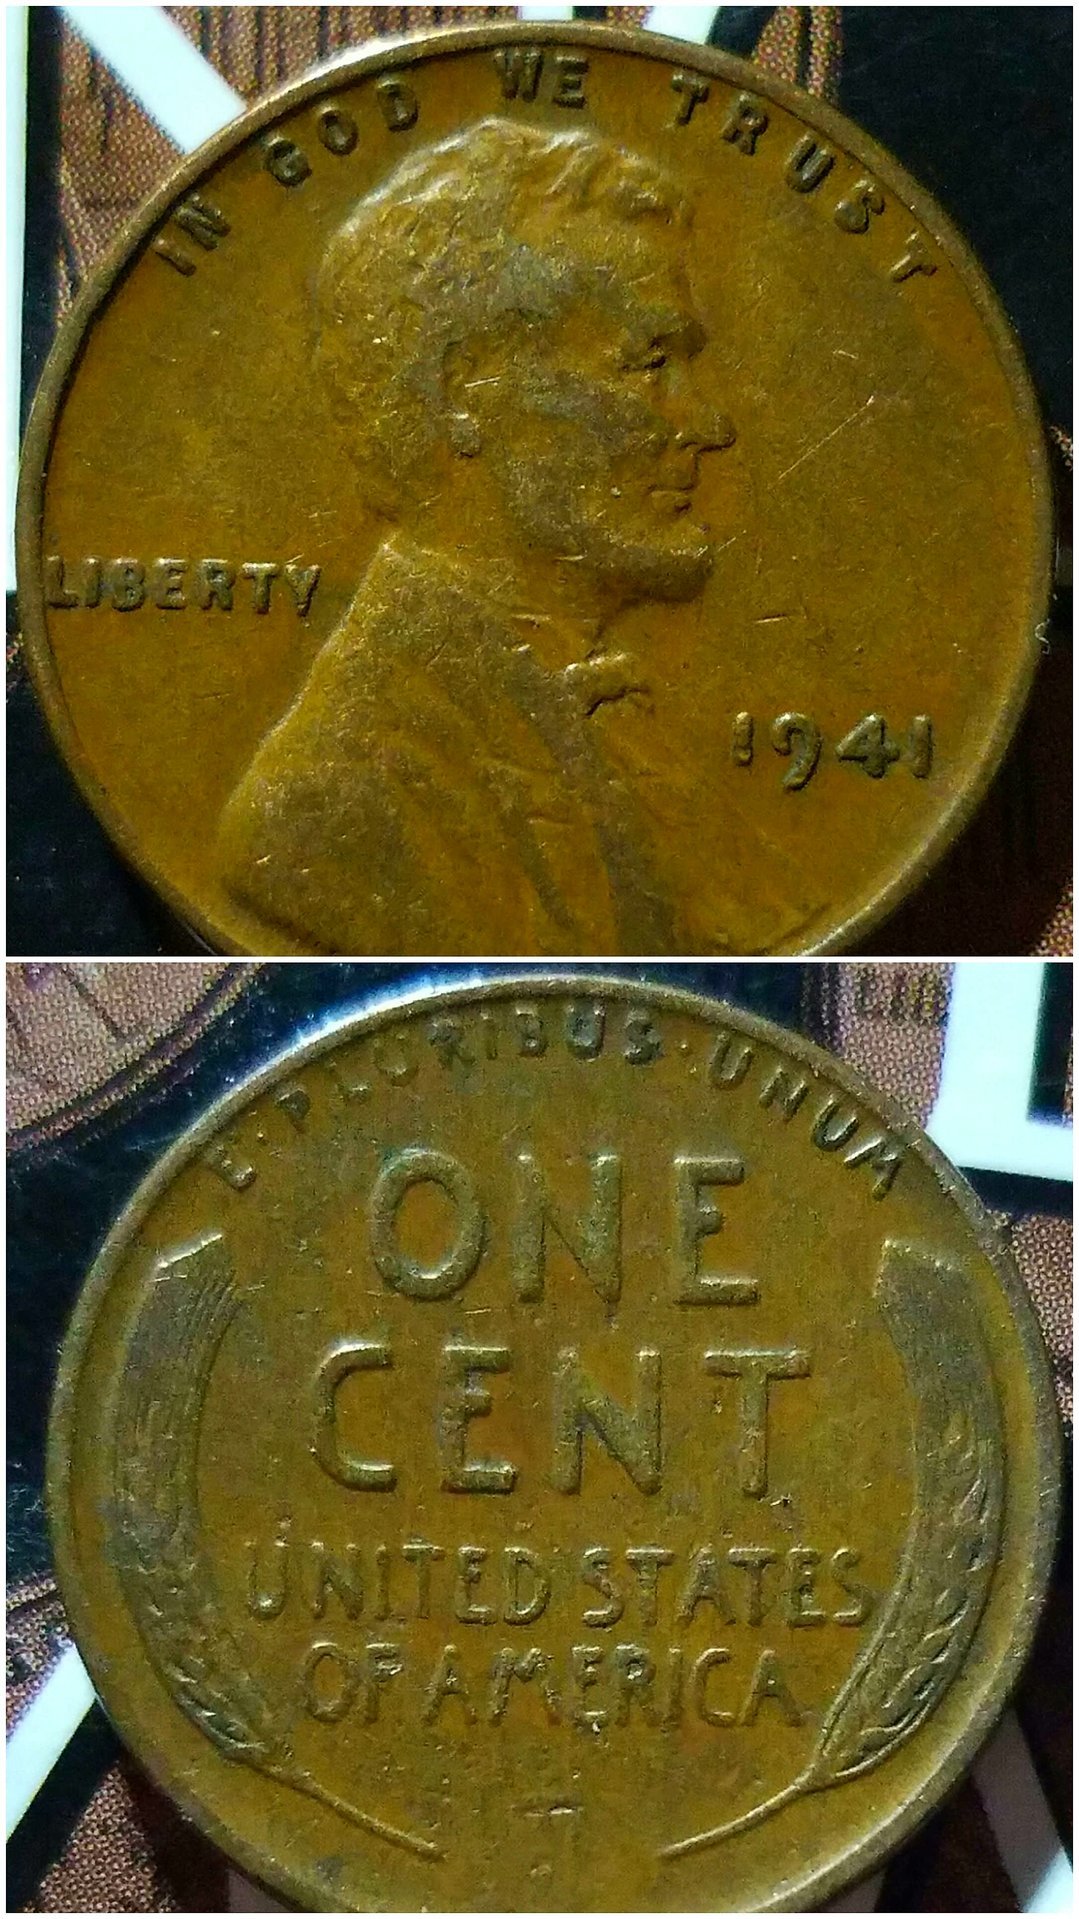 IN GOD WE TRUST
LIBERTY
1941
E·PLURIBUS·UNUM
ONE
CENT
UNITED STATES
OF AMERICA